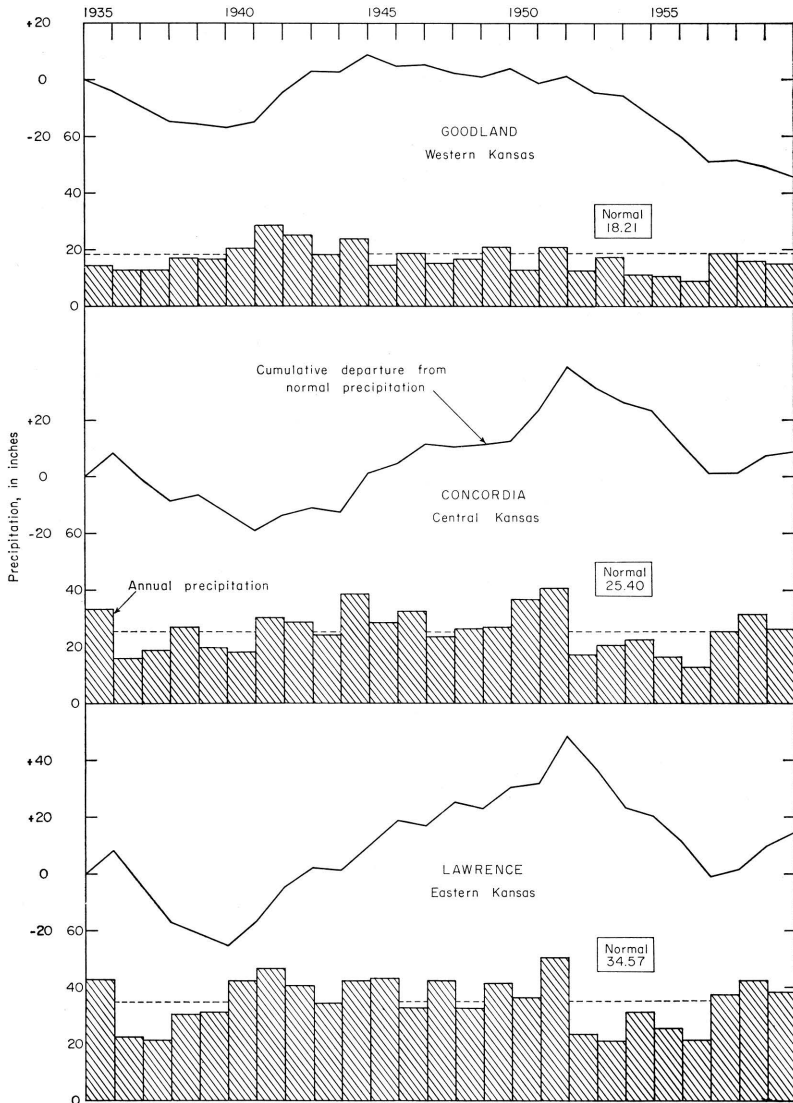 1935 1940 1945 1950 1955
+20
0
-20 60
40
20
0
GOODLAND
Western Kansas
Normal
18.21
Precipitation, in inches
Cumulative departure from
normal precipitation
+20
0
-20 60
40
20
0
CONCORDIA
Central Kansas
Annual precipitation
Normal
25.40
+40
+20
0
-20 60
40
20
0
LAWRENCE
Eastern Kansas
Normal
34.57